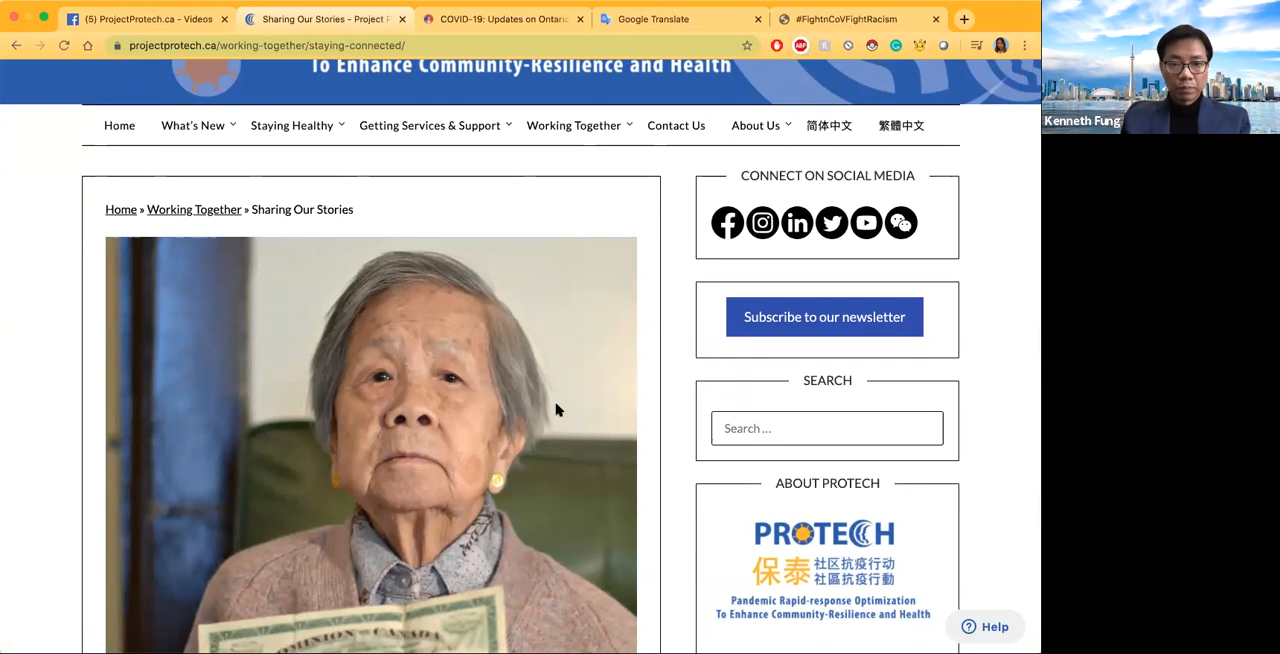 (5) ProjectProtech.ca - Videos
Sharing Our Stories - Project P
COVID-19: Updates on Ontario
Google Translate
#FightnCoVFightRacism
projectprotech.ca/working-together/staying-connected/
ABP
To Enhance Community-Resilience and Health
Kenneth Fung
Home
What's New
Staying Healthy
Getting Services & Support
Working Together
Contact Us
About Us
简体中文
繁體中文
Home » Working Together » Sharing Our Stories
CONNECT ON SOCIAL MEDIA
Subscribe to our newsletter
SEARCH
Search ...
ABOUT PROTECH
PROTECH
保泰
社区抗疫行动
社區抗疫行動
Pandemic Rapid-response Optimization
To Enhance Community-Resilience and Health
Help
DOMINION OF CANADA